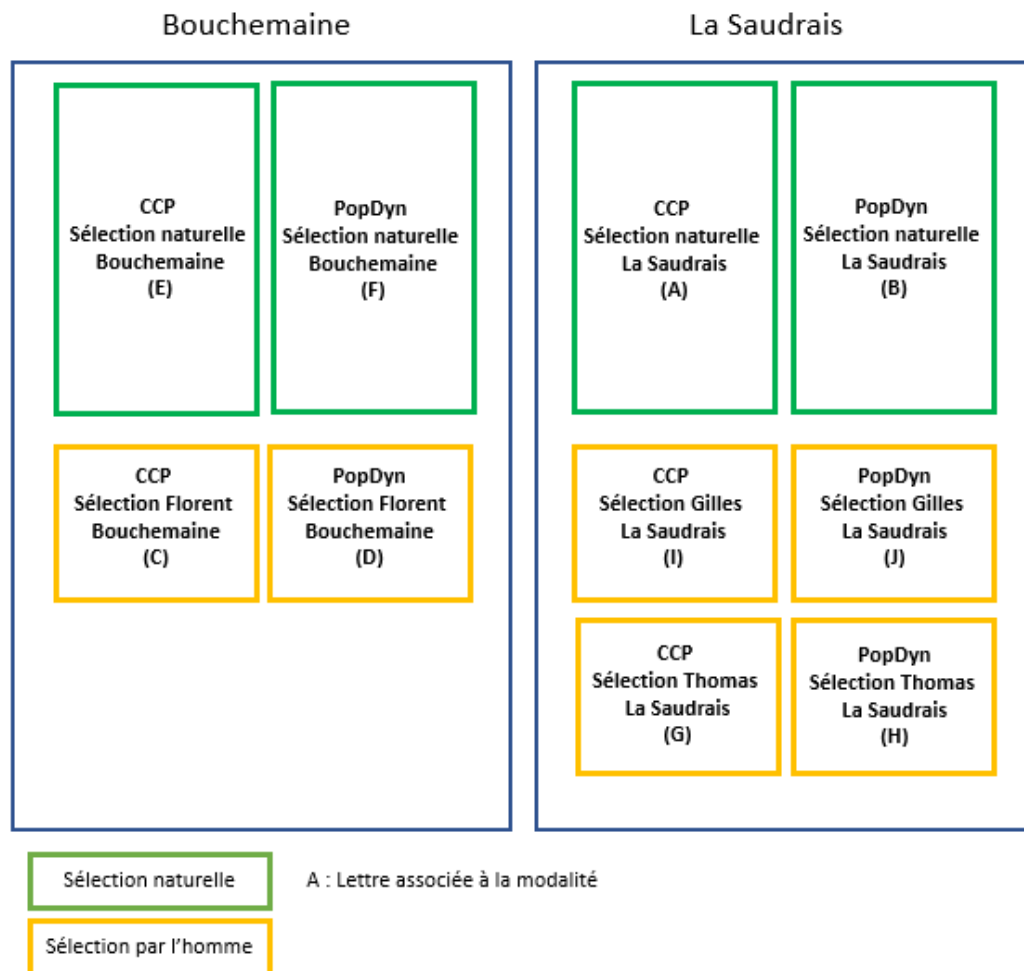 Bouchemaine
La Saudrais
CCP
Sélection naturelle
Bouchemaine
(E)
PopDyn
Sélection naturelle
Bouchemaine
(F)
CCP
Sélection naturelle
La Saudrais
(A)
PopDyn
Sélection naturelle
La Saudrais
(B)
CCP
Sélection Florent
Bouchemaine
(C)
PopDyn
Sélection Florent
Bouchemaine
(D)
CCP
Sélection Gilles
La Saudrais
(I)
PopDyn
Sélection Gilles
La Saudrais
(J)
CCP
Sélection Thomas
La Saudrais
(G)
PopDyn
Sélection Thomas
La Saudrais
(H)
Sélection naturelle
A : Lettre associée à la modalité
Sélection par l'homme